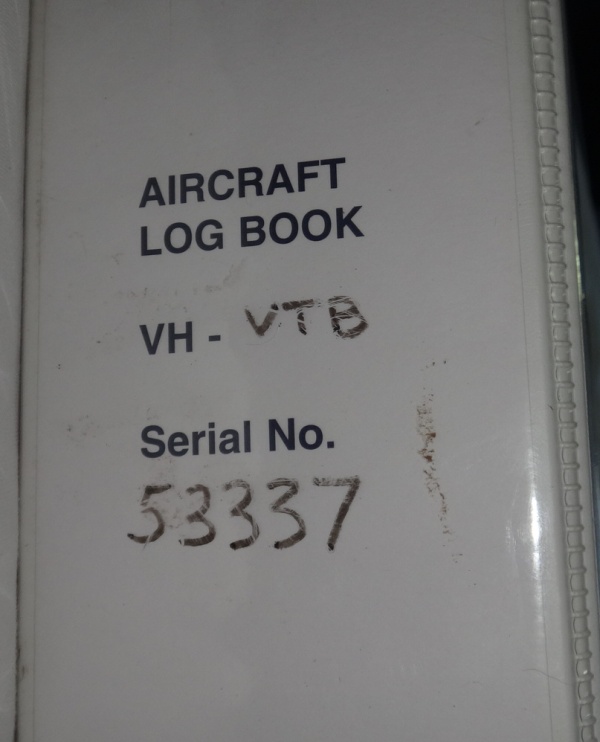 AIRCRAFT
LOG BOOK
VH - VTB
Serial No.
53337